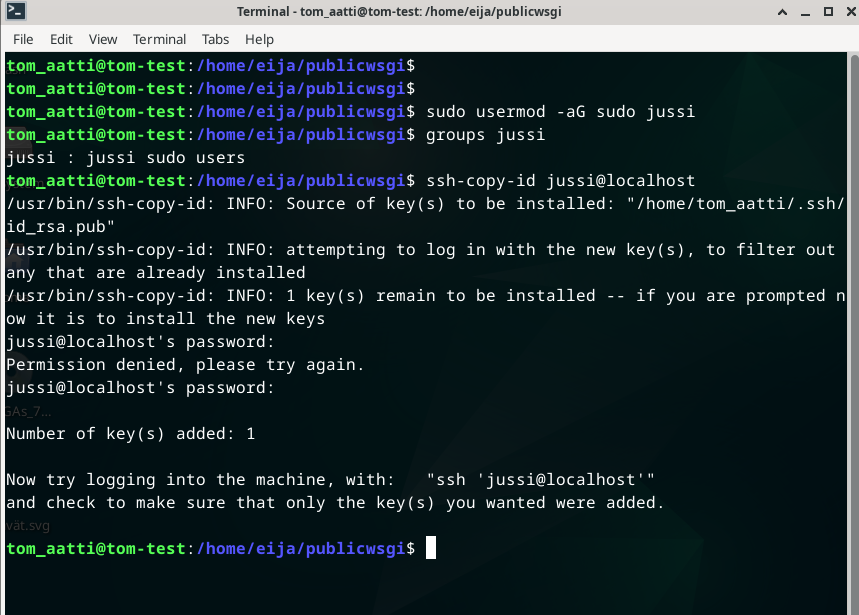 Terminal - tom_aatti@tom-test: /home/eija/publicwsgi
File Edit View Terminal Tabs Help
tom_aatti@tom-test:/home/eija/publicwsgi$
tom_aatti@tom-test:/home/eija/publicwsgi$
tom_aatti@tom-test:/home/eija/publicwsgi$ sudo usermod -aG sudo jussi
tom_aatti@tom-test:/home/eija/publicwsgi$ groups jussi
jussi : jussi sudo users
tom_aatti@tom-test:/home/eija/publicwsgi$ ssh-copy-id jussi@localhost
/usr/bin/ssh-copy-id: INFO: Source of key(s) to be installed: "/home/tom_aatti/.ssh/
id_rsa.pub"
/usr/bin/ssh-copy-id: INFO: attempting to log in with the new key(s), to filter out
any that are already installed
/usr/bin/ssh-copy-id: INFO: 1 key(s) remain to be installed -- if you are prompted n
ow it is to install the new keys
jussi@localhost's password:
Permission denied, please try again.
jussi@localhost's password:
GAs_7...
Number of key(s) added: 1
Now try logging into the machine, with:   "ssh 'jussi@localhost'"
and check to make sure that only the key(s) you wanted were added.
vät.svg
tom_aatti@tom-test:/home/eija/publicwsgi$